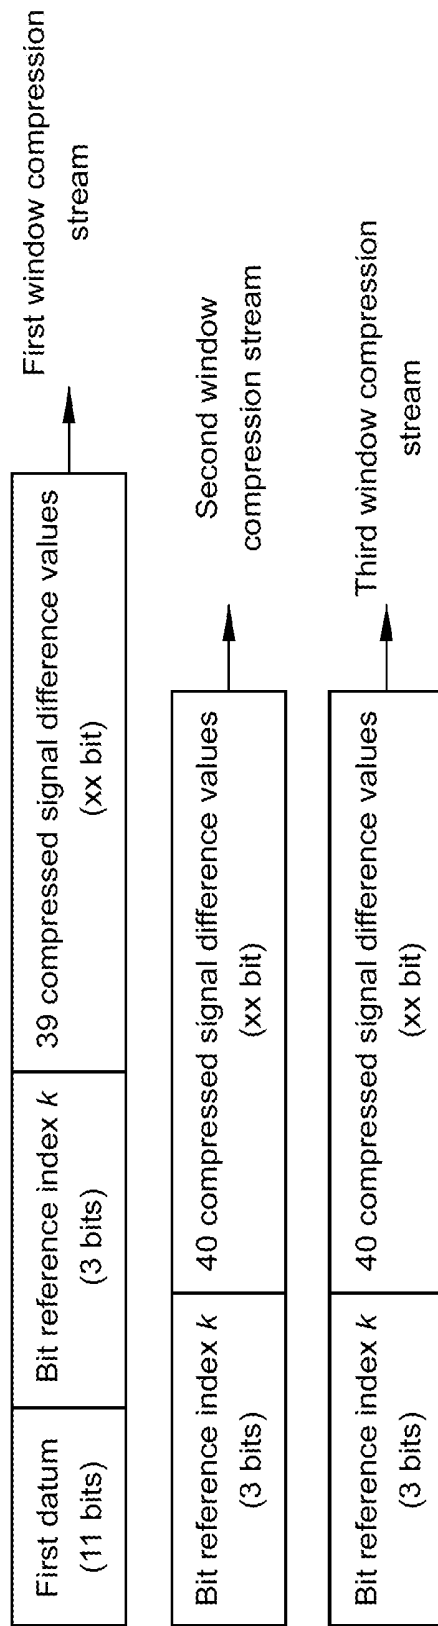 First datum
(11 bits)
Bit reference index k
(3 bits)
39 compressed signal difference values
(xx bit)
First window compression
stream
Bit reference index k
(3 bits)
40 compressed signal difference values
(xx bit)
Second window
compression stream
Bit reference index k
(3 bits)
40 compressed signal difference values
(xx bit)
Third window compression
stream